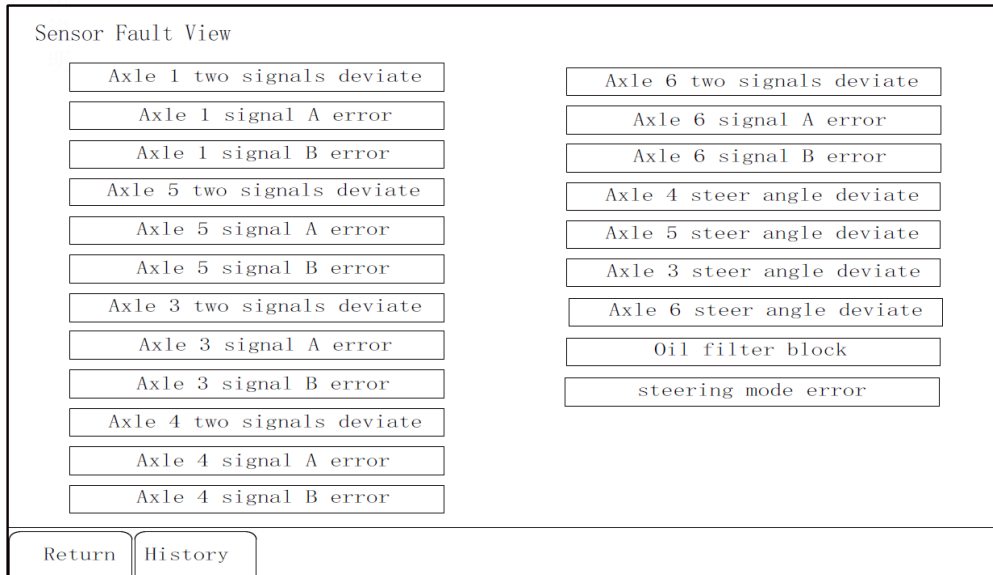 Sensor Fault View
Axle 1 two signals deviate
Axle 1 signal A error
Axle 1 signal B error
Axle 5 two signals deviate
Axle 5 signal A error
Axle 5 signal B error
Axle 3 two signals deviate
Axle 3 signal A error
Axle 3 signal B error
Axle 4 two signals deviate
Axle 4 signal A error
Axle 4 signal B error
Axle 6 two signals deviate
Axle 6 signal A error
Axle 6 signal B error
Axle 4 steer angle deviate
Axle 5 steer angle deviate
Axle 3 steer angle deviate
Axle 6 steer angle deviate
Oil filter block
steering mode error
Return
History